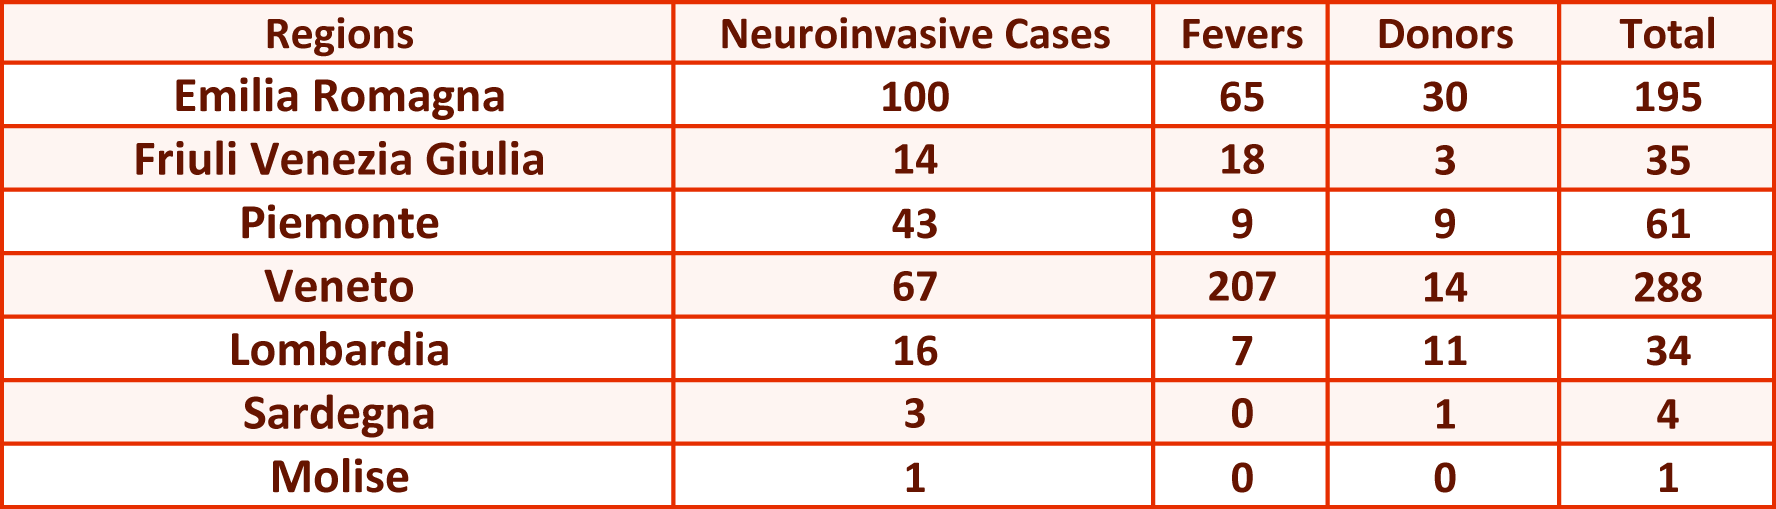 Regions Neuroinvasive Cases Fevers Donors Total
Emilia Romagna 100 65 30 195
Friuli Venezia Giulia 14 18 3 35
Piemonte 43 9 9 61
Veneto 67 207 14 288
Lombardia 16 7 11 34
Sardegna 3 0 1 4
Molise 1 0 0 1